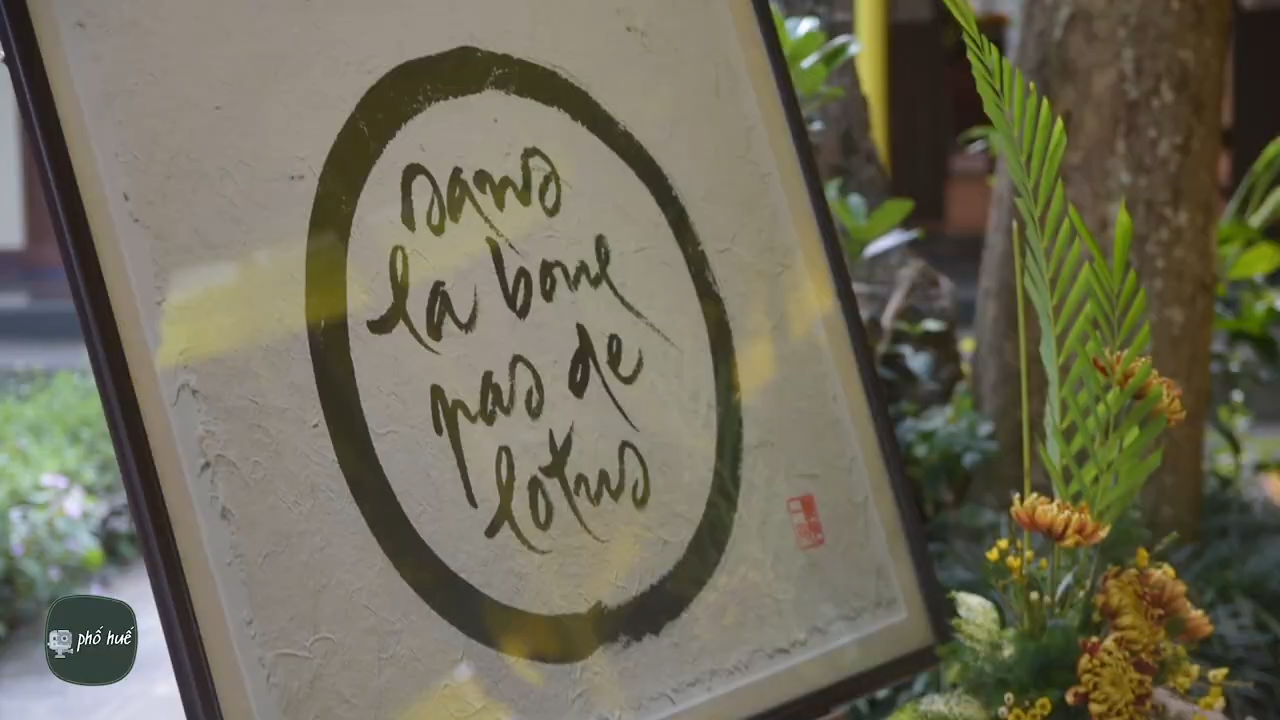 sans
la boue
pas de
lotus
phố huế